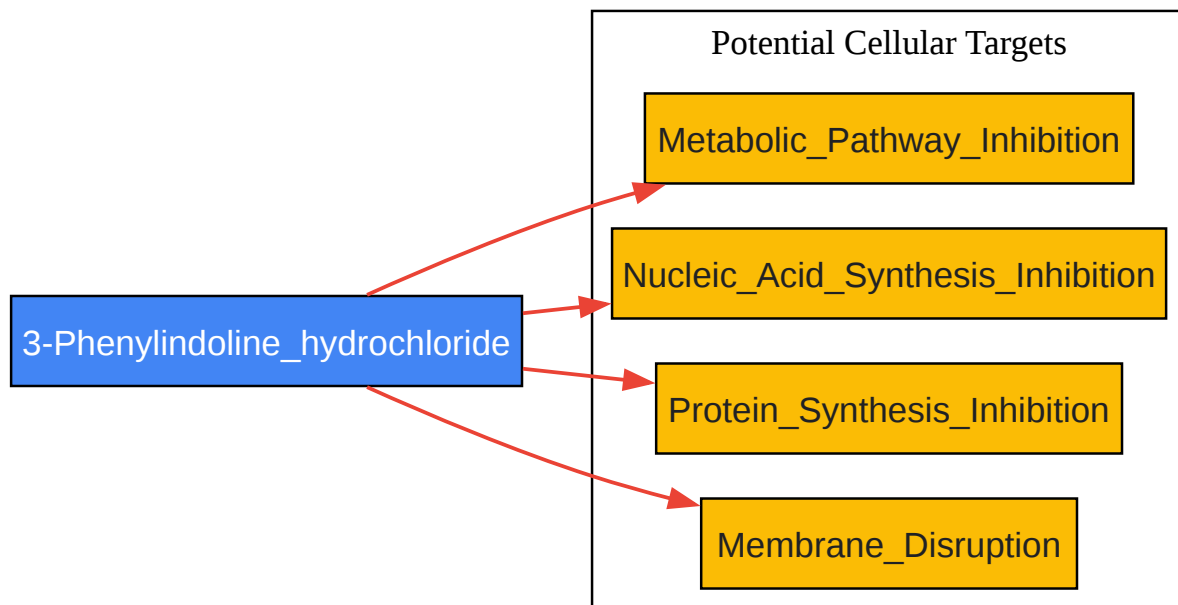 Potential Cellular Targets
Metabolic_Pathway_Inhibition
Nucleic_Acid_Synthesis_Inhibition
3-Phenylindoline_hydrochloride
Protein_Synthesis_Inhibition
Membrane_Disruption